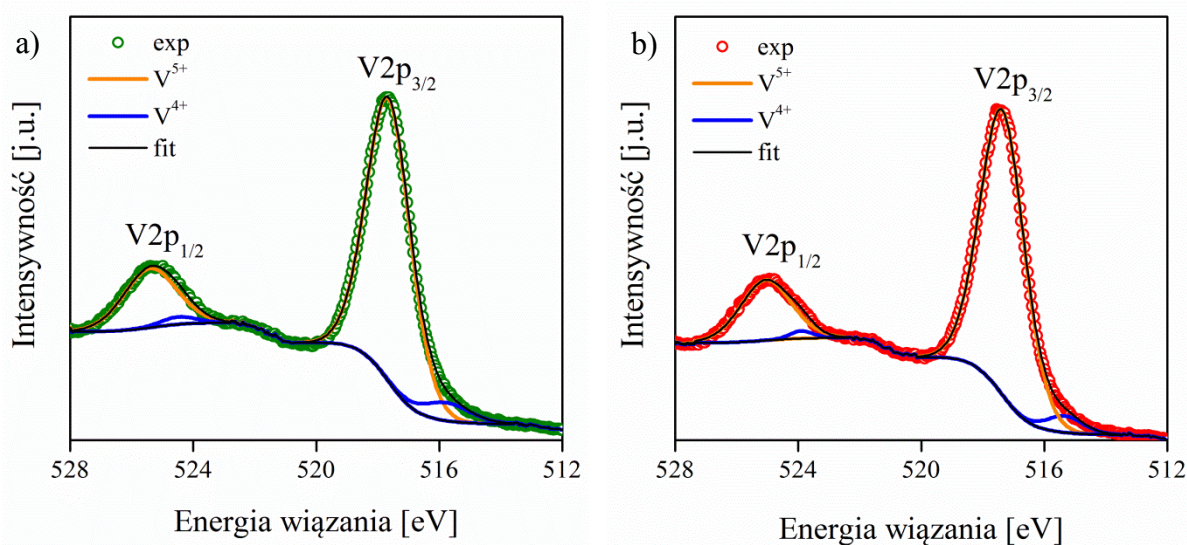 a)
exp
V⁵⁺
V⁴⁺
fit
V2p₃/₂
V2p₁/₂
Intensywność [j.u.]
528 524 520 516 512
Energia wiązania [eV]
b)
exp
V⁵⁺
V⁴⁺
fit
V2p₃/₂
V2p₁/₂
Intensywność [j.u.]
528 524 520 516 512
Energia wiązania [eV]